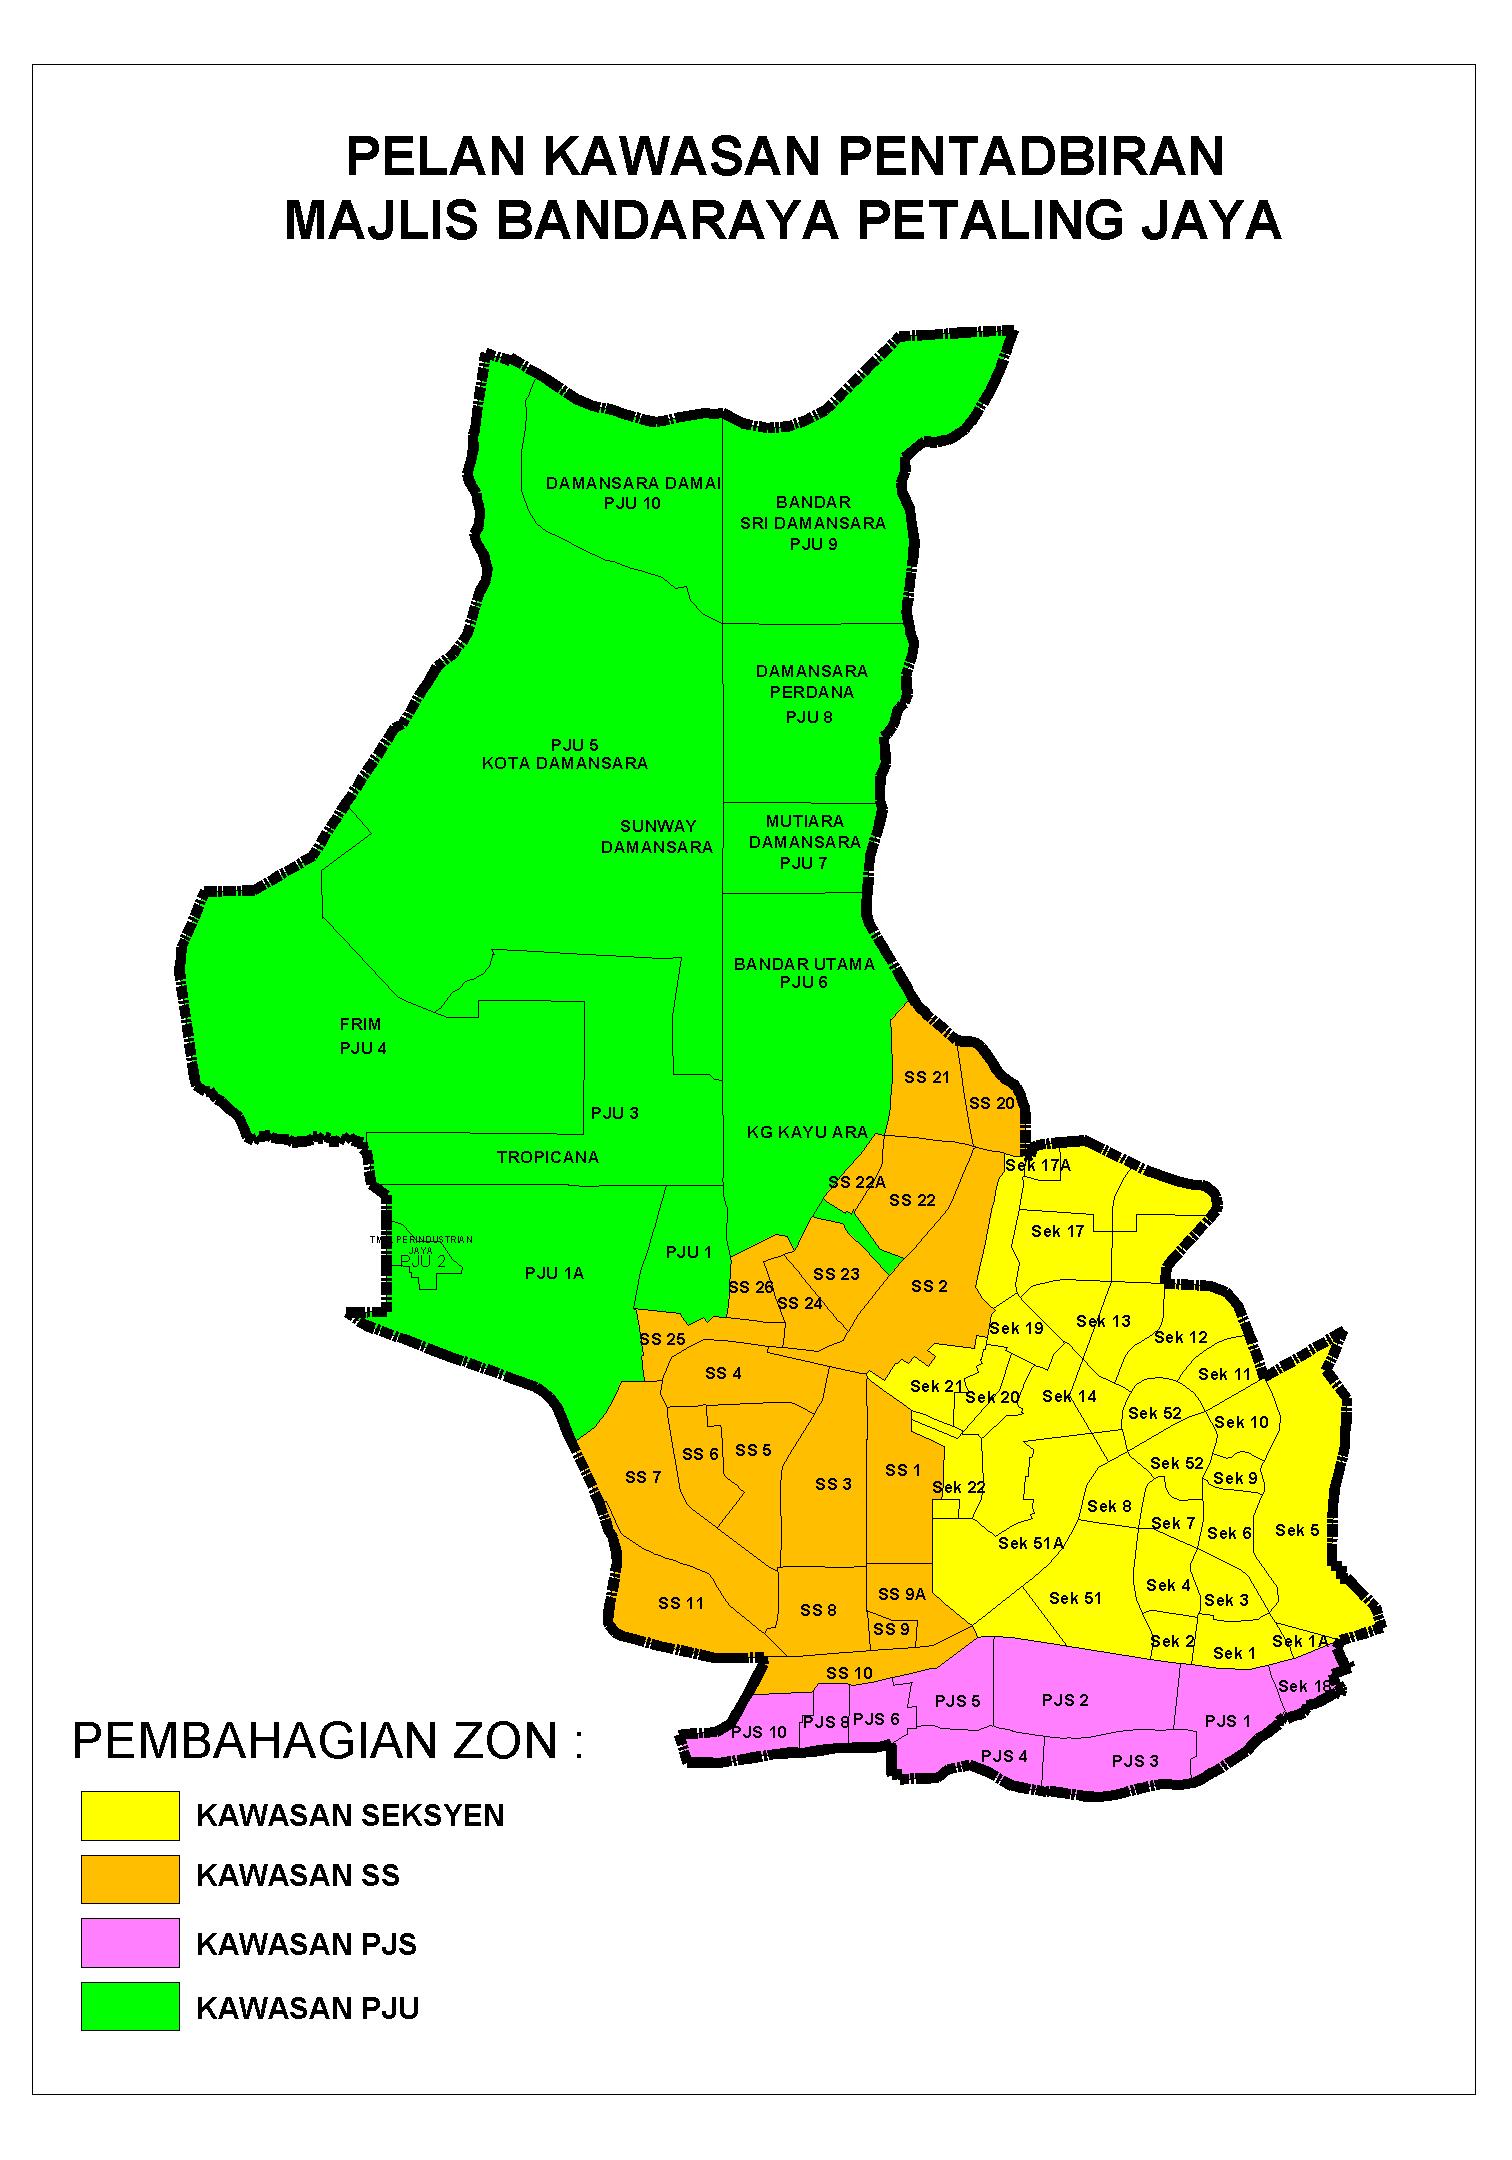 PELAN KAWASAN PENTADBIRAN
MAJLIS BANDARAYA PETALING JAYA
DAMANSARA DAMAI
PJU 10
BANDAR
SRI DAMANSARA
PJU 9
DAMANSARA
PERDANA
PJU 8
PJU 5
KOTA DAMANSARA
SUNWAY
DAMANSARA
MUTIARA
DAMANSARA
PJU 7
BANDAR UTAMA
PJU 6
FRIM
PJU 4
PJU 3
TROPICANA
KG KAYU ARA
SS 21
SS 20
SS 22A
SS 22
Sek 17A
Sek 17
PERINDUSTRIAN
JAYA
PJU 2
PJU 1A
PJU 1
SS 26
SS 24
SS 23
SS 2
SS 25
SS 4
Sek 19
Sek 13
Sek 12
Sek 11
Sek 21
Sek 20
Sek 14
Sek 52
Sek 10
SS 7
SS 6
SS 5
SS 3
SS 1
Sek 22
Sek 52
Sek 9
Sek 8
Sek 7
Sek 6
Sek 5
Sek 51A
SS 11
SS 8
SS 9A
SS 9
Sek 51
Sek 4
Sek 3
Sek 2
Sek 1
Sek 1A
SS 10
Sek 18
PJS 10
PJS 8
PJS 6
PJS 5
PJS 2
PJS 1
PJS 4
PJS 3
PEMBAHAGIAN ZON :
KAWASAN SEKSYEN
KAWASAN SS
KAWASAN PJS
KAWASAN PJU